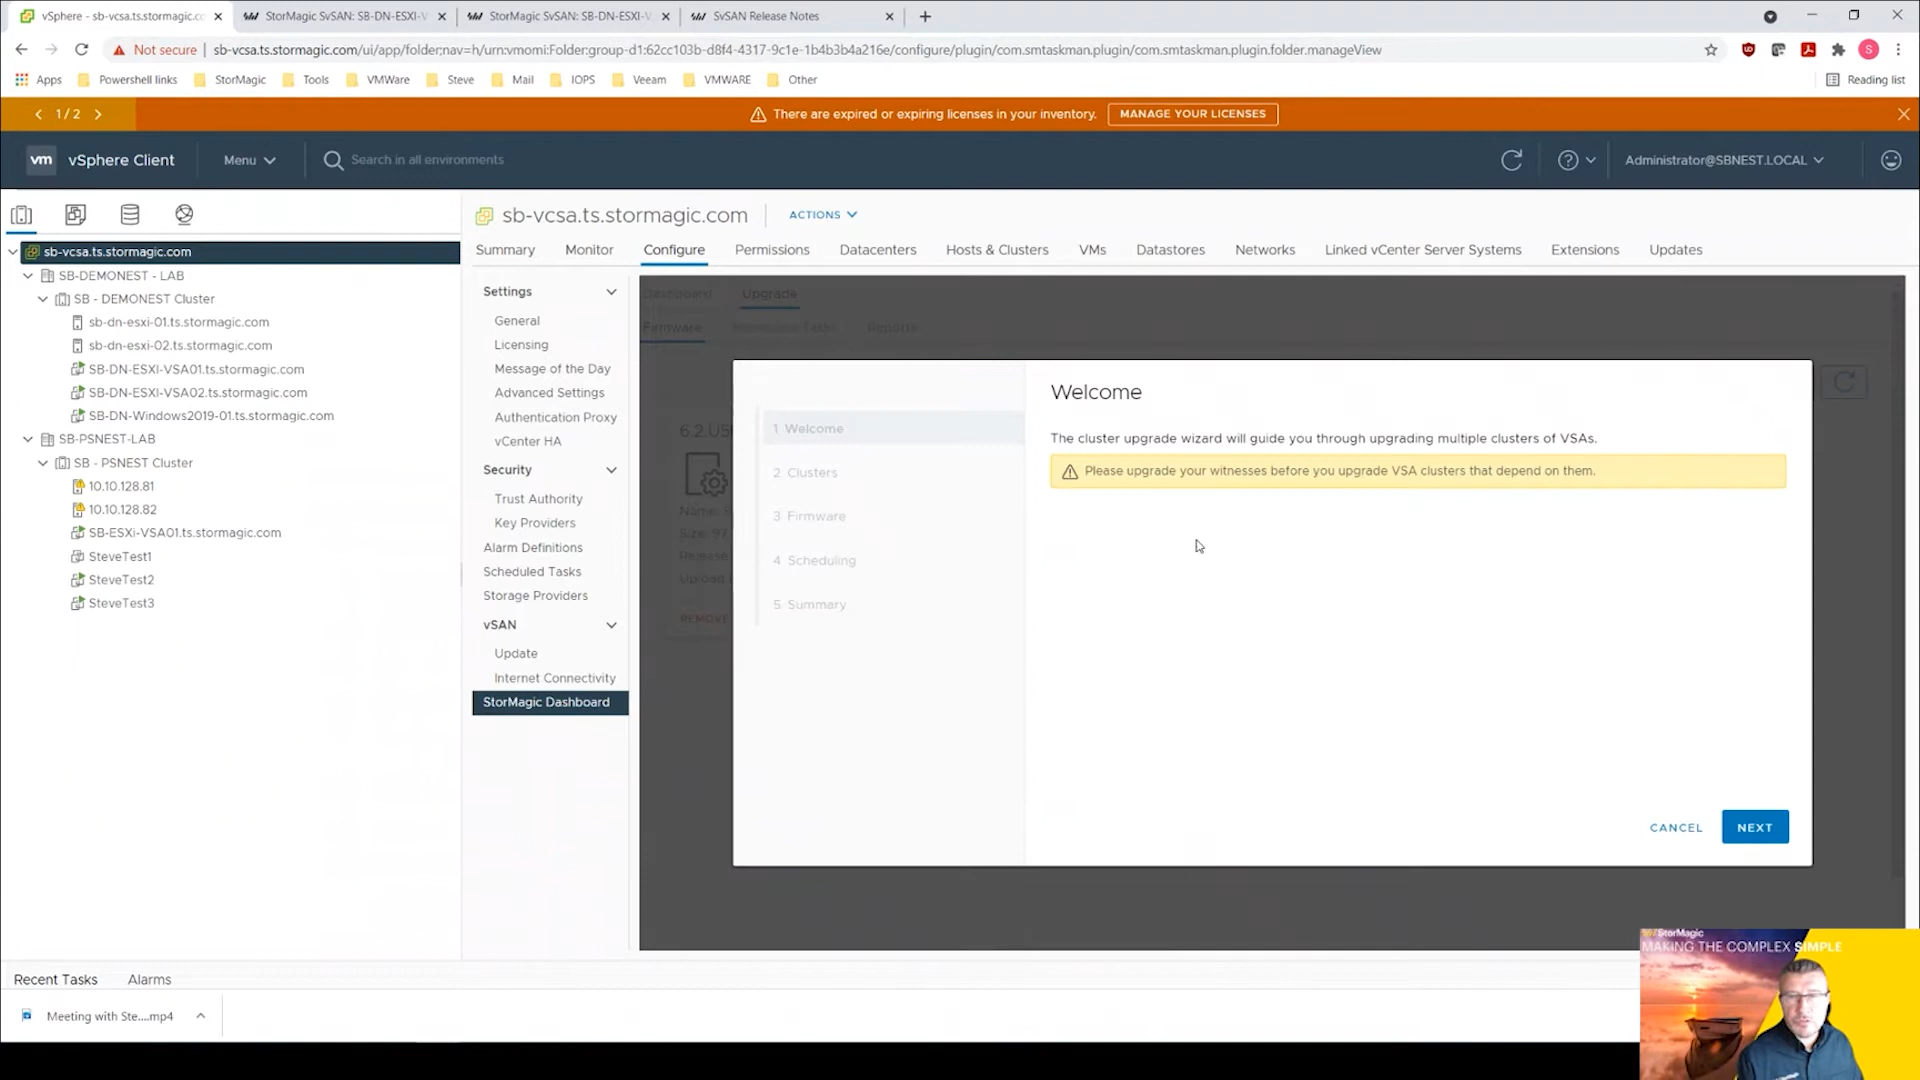 vSphere - sb-vcsa.ts.stormagic.co
StorMagic SvSAN: SB-DN-ESXI-V
StorMagic SvSAN: SB-DN-ESXI-V
SvSAN Release Notes
Not secure
sb-vcsa.ts.stormagic.com/ui/app/folder;nav=h/urn:vmomi:Folder:group-d1:62cc103b-d8f4-4317-9c1e-1b4b3b4a216e/configure/plugin/com.smtaskman.plugin/com.smtaskman.plugin.folder.manageView
S
Apps
Powershell links
StorMagic
Tools
VMWare
Steve
Mail
IOPS
Veeam
VMWARE
Other
Reading list
1 / 2
There are expired or expiring licenses in your inventory.
MANAGE YOUR LICENSES
vm
vSphere Client
Menu
Search in all environments
Administrator@SBNEST.LOCAL
sb-vcsa.ts.stormagic.com
SB-DEMONEST - LAB
SB - DEMONEST Cluster
sb-dn-esxi-01.ts.stormagic.com
sb-dn-esxi-02.ts.stormagic.com
SB-DN-ESXI-VSA01.ts.stormagic.com
SB-DN-ESXI-VSA02.ts.stormagic.com
SB-DN-Windows2019-01.ts.stormagic.com
SB-PSNEST-LAB
SB - PSNEST Cluster
10.10.128.81
10.10.128.82
SB-ESXi-VSA01.ts.stormagic.com
SteveTest1
SteveTest2
SteveTest3
sb-vcsa.ts.stormagic.com
ACTIONS
Summary
Monitor
Configure
Permissions
Datacenters
Hosts & Clusters
VMs
Datastores
Networks
Linked vCenter Server Systems
Extensions
Updates
Settings
General
Licensing
Message of the Day
Advanced Settings
Authentication Proxy
vCenter HA
Security
Trust Authority
Key Providers
Alarm Definitions
Scheduled Tasks
Storage Providers
vSAN
Update
Internet Connectivity
StorMagic Dashboard
Dashboard
Upgrade
Firmware
Reports
Name: S
Size: 97
Release
Upload
REMOVE
1 Welcome
2 Clusters
3 Firmware
4 Scheduling
5 Summary
Welcome
The cluster upgrade wizard will guide you through upgrading multiple clusters of VSAs.
Please upgrade your witnesses before you upgrade VSA clusters that depend on them.
CANCEL
NEXT
Recent Tasks
Alarms
Meeting with Ste....mp4
StorMagic
MAKING THE COMPLEX SIMPLE